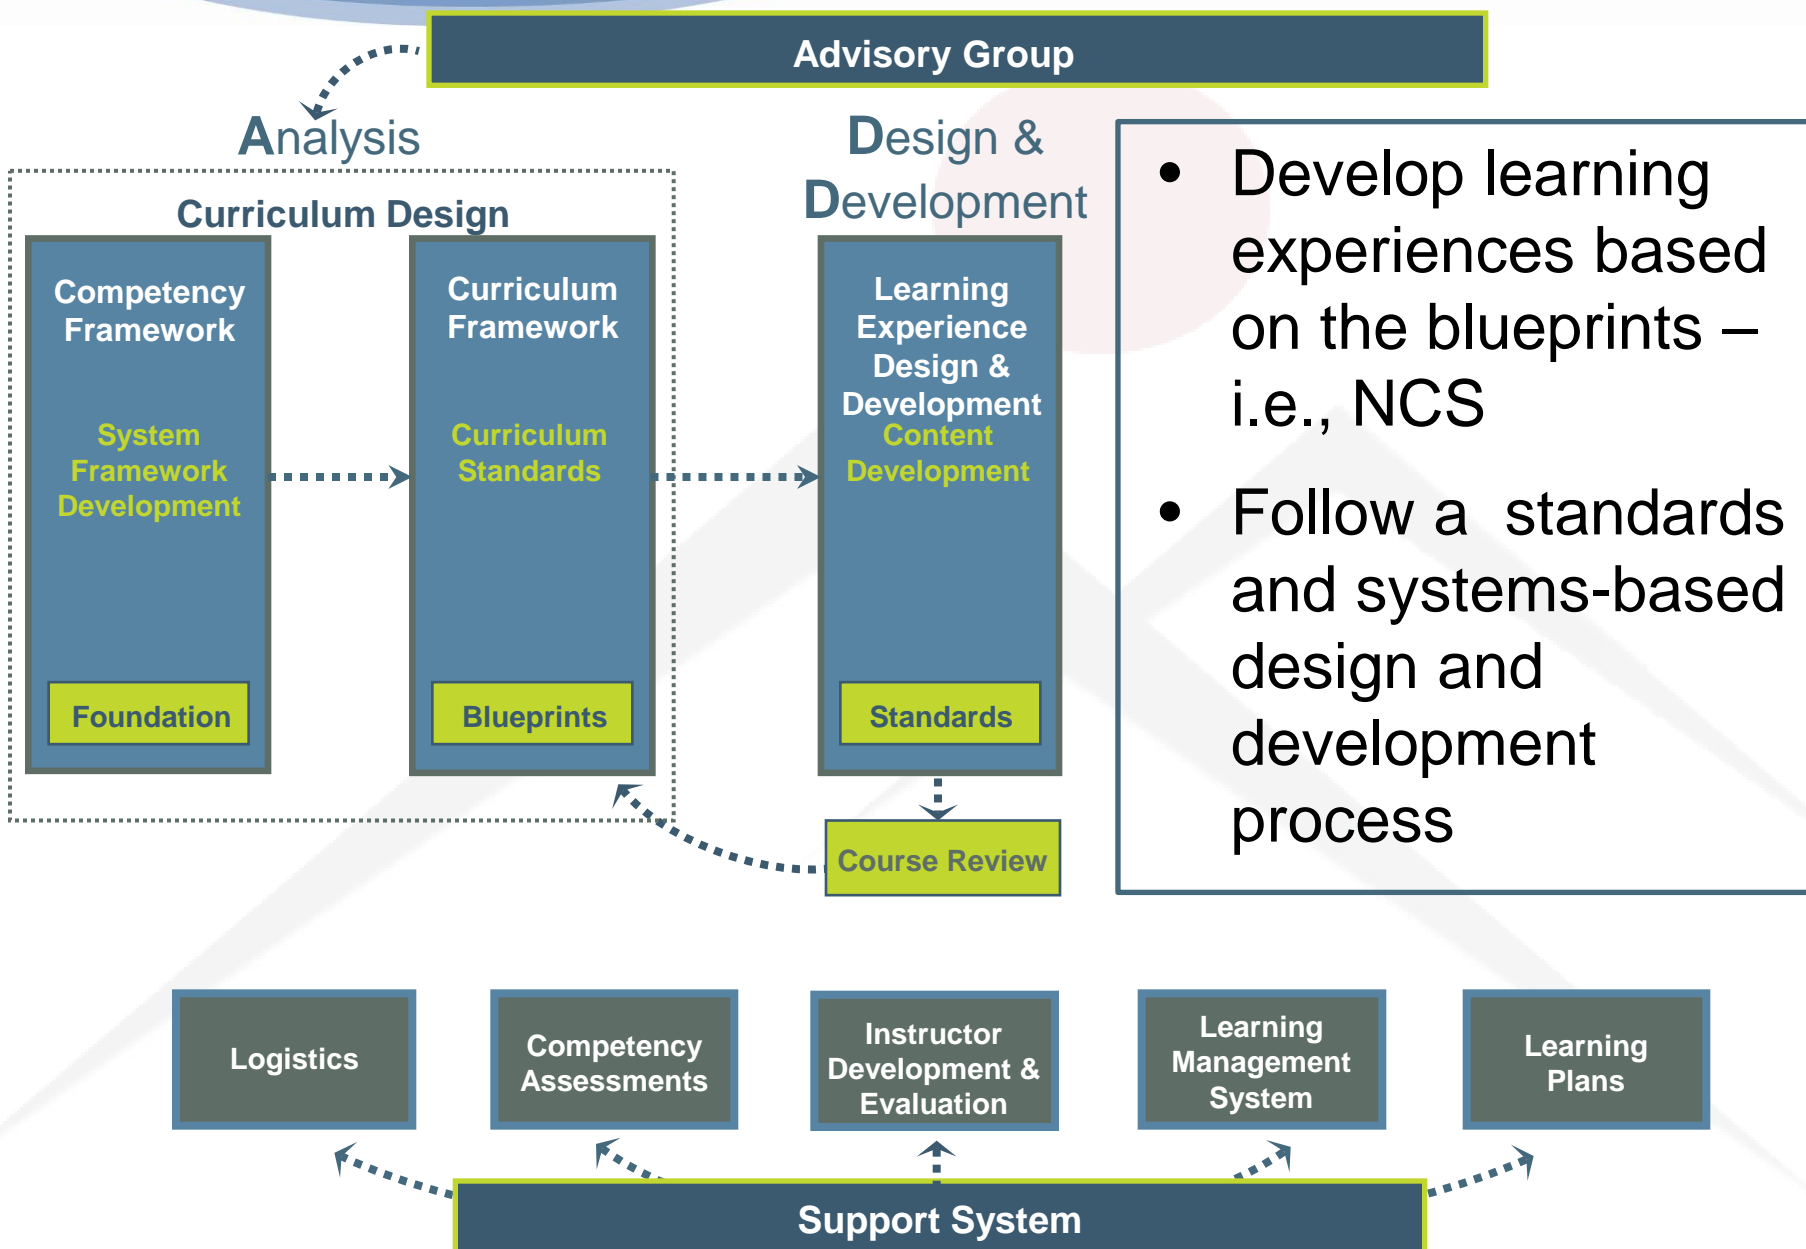 Advisory Group
Analysis
Design &
Development
Curriculum Design
Competency
Framework
System
Framework
Development
Foundation
Curriculum
Framework
Curriculum
Standards
Blueprints
Learning
Experience
Design &
Development
Content
Development
Standards
Course Review
• Develop learning
experiences based
on the blueprints –
i.e., NCS
• Follow a  standards
and systems-based
design and
development
process
Logistics
Competency
Assessments
Instructor
Development &
Evaluation
Learning
Management
System
Learning
Plans
Support System